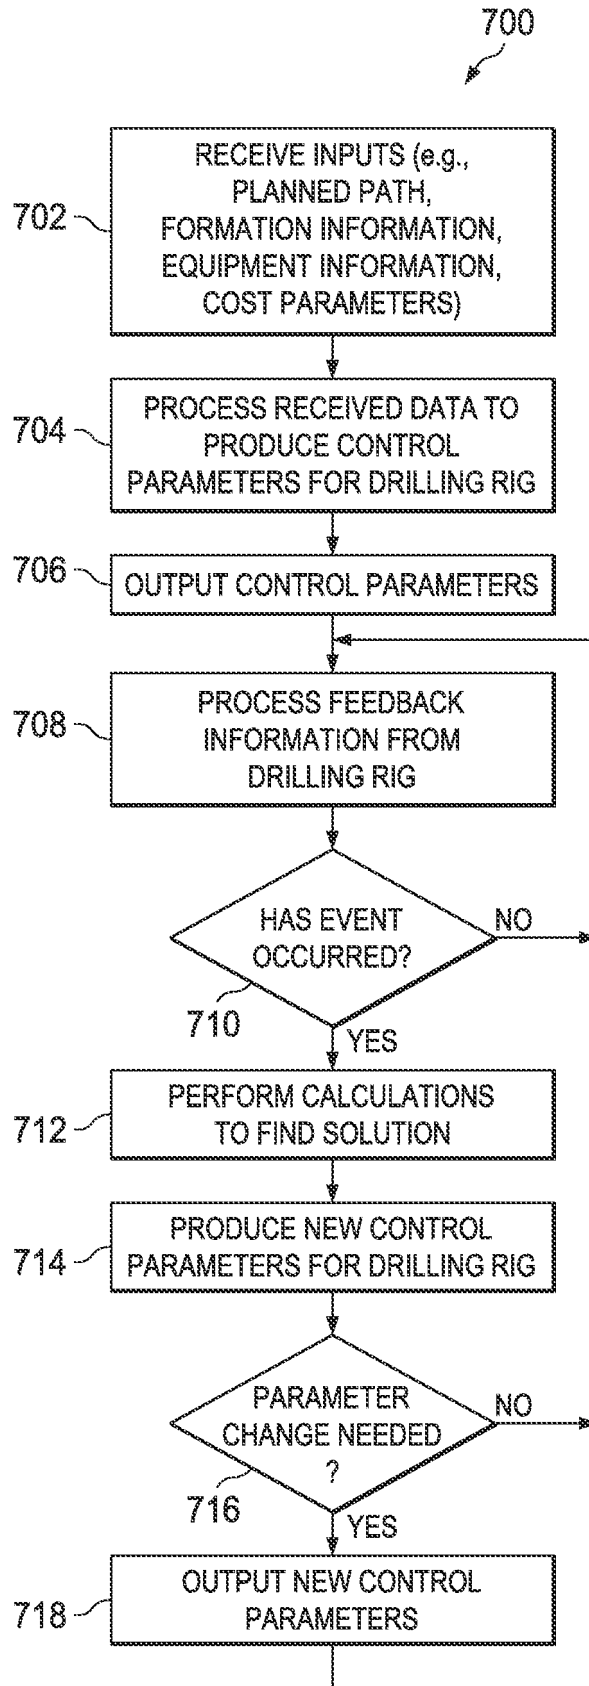 700
702
RECEIVE INPUTS (e.g.,
PLANNED PATH,
FORMATION INFORMATION,
EQUIPMENT INFORMATION,
COST PARAMETERS)
704
PROCESS RECEIVED DATA TO
PRODUCE CONTROL
PARAMETERS FOR DRILLING RIG
706
OUTPUT CONTROL PARAMETERS
708
PROCESS FEEDBACK
INFORMATION FROM
DRILLING RIG
HAS EVENT
OCCURRED?
NO
710
YES
712
PERFORM CALCULATIONS
TO FIND SOLUTION
714
PRODUCE NEW CONTROL
PARAMETERS FOR DRILLING RIG
PARAMETER
CHANGE NEEDED
?
NO
716
YES
718
OUTPUT NEW CONTROL
PARAMETERS